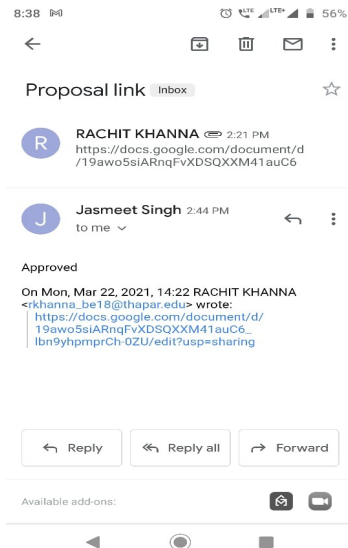 8:38
LTE LTE+ 56%
Proposal link Inbox
R
RACHIT KHANNA 2:21 PM
https://docs.google.com/document/d
/19awo5siARnqFvXDSQXXM41auC6
J
Jasmeet Singh 2:44 PM
to me
Approved
On Mon, Mar 22, 2021, 14:22 RACHIT KHANNA
<rkhanna_be18@thapar.edu> wrote:
https://docs.google.com/document/d/
19awo5siARnqFvXDSQXXM41auC6_
lbn9yhpmprCh-0ZU/edit?usp=sharing
Reply Reply all Forward
Available add-ons: